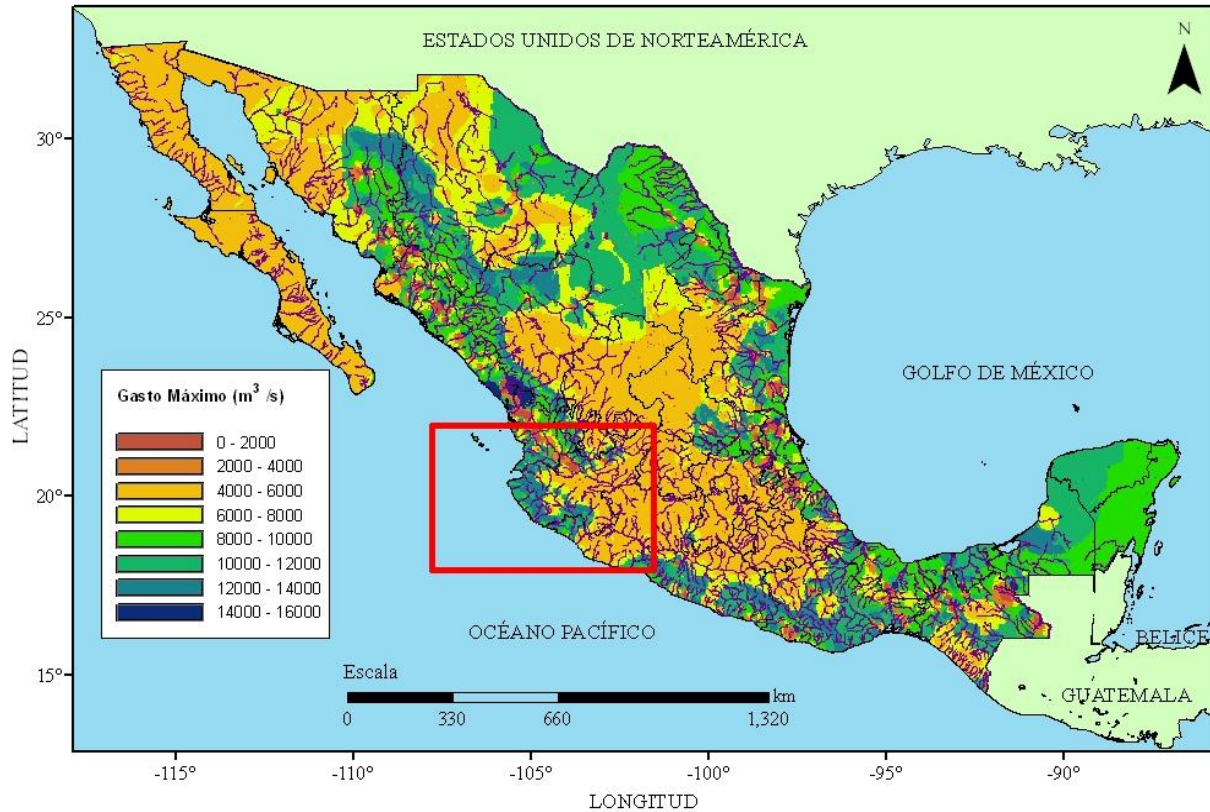 ESTADOS UNIDOS DE NORTEAMÉRICA
N
30°
25°
20°
15°
LATITUD
GOLFO DE MÉXICO
Gasto Máximo (m³ /s)
0 - 2000
2000 - 4000
4000 - 6000
6000 - 8000
8000 - 10000
10000 - 12000
12000 - 14000
14000 - 16000
OCÉANO PACÍFICO
BELICE
GUATEMALA
Escala
km
0 330 660 1,320
-115° -110° -105° -100° -95° -90°
LONGITUD